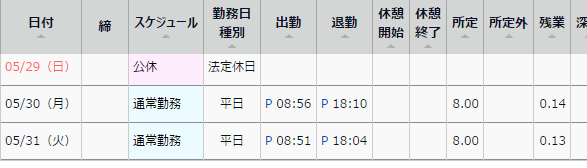 日付 締 スケジュール 勤務日種別 出勤 退勤 休憩開始 休憩終了 所定 所定外 残業 深
05/29（日） 公休 法定休日
05/30（月） 通常勤務 平日 P 08:56 P 18:10 8.00 0.14
05/31（火） 通常勤務 平日 P 08:51 P 18:04 8.00 0.13